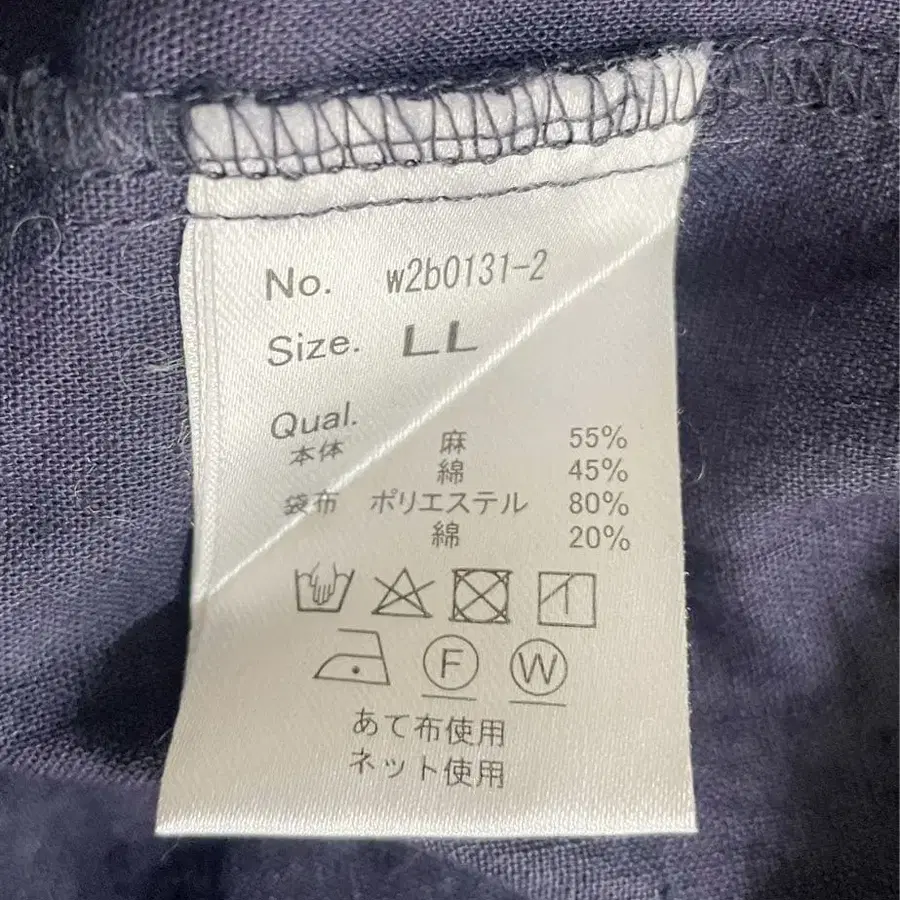 No. w2b0131-2
Size. LL
Qual.
本体 麻 55%
綿 45%
袋布 ポリエステル 80%
綿 20%
F W
あて布使用
ネット使用